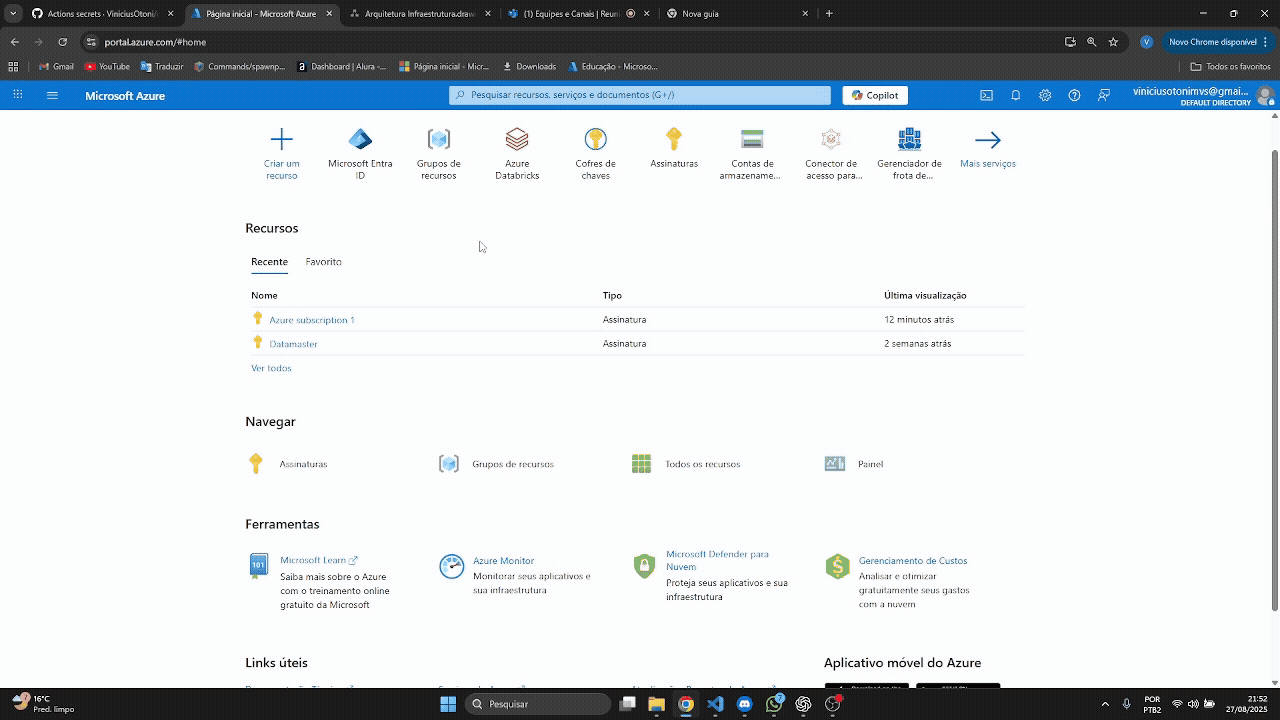 Actions secrets · ViniciusOtoni/
Página inicial - Microsoft Azure
Arquitetura Infraestrutura.draw
(1) Equipes e Canais | Reuni
Nova guia
portal.azure.com/#home
V
Novo Chrome disponível
Gmail
YouTube
Traduzir
Commands/spawnp...
Dashboard | Alura -...
Página inicial - Micr...
Downloads
Educação - Microso...
Todos os favoritos
Microsoft Azure
Pesquisar recursos, serviços e documentos (G+/)
Copilot
viniciusotonimvs@gmai...
DEFAULT DIRECTORY
Criar um
recurso
Microsoft Entra
ID
Grupos de
recursos
Azure
Databricks
Cofres de
chaves
Assinaturas
Contas de
armazename...
Conector de
acesso para...
Gerenciador de
frota de...
Mais serviços
Recursos
Recente
Favorito
Nome
Tipo
Última visualização
Azure subscription 1
Assinatura
12 minutos atrás
Datamaster
Assinatura
2 semanas atrás
Ver todos
Navegar
Assinaturas
Grupos de recursos
Todos os recursos
Painel
Ferramentas
101
Microsoft Learn
Saiba mais sobre o Azure
com o treinamento online
gratuito da Microsoft
Azure Monitor
Monitorar seus aplicativos e
sua infraestrutura
Microsoft Defender para
Nuvem
Proteja seus aplicativos e sua
infraestrutura
Gerenciamento de Custos
Analisar e otimizar
gratuitamente seus gastos
com a nuvem
Links úteis
Aplicativo móvel do Azure
16°C
Pred. limpo
Pesquisar
7
POR
PTB2
21:52
27/08/2025